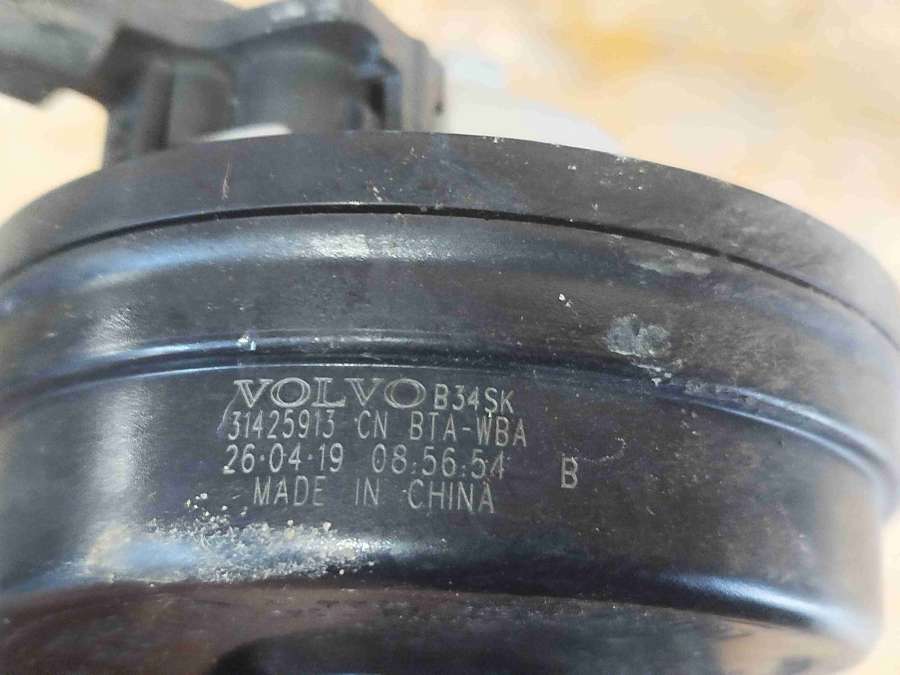 VOLVO B34SK
31425913 CN BTA-WBA
26·04·19 08:56:54 B
MADE IN CHINA